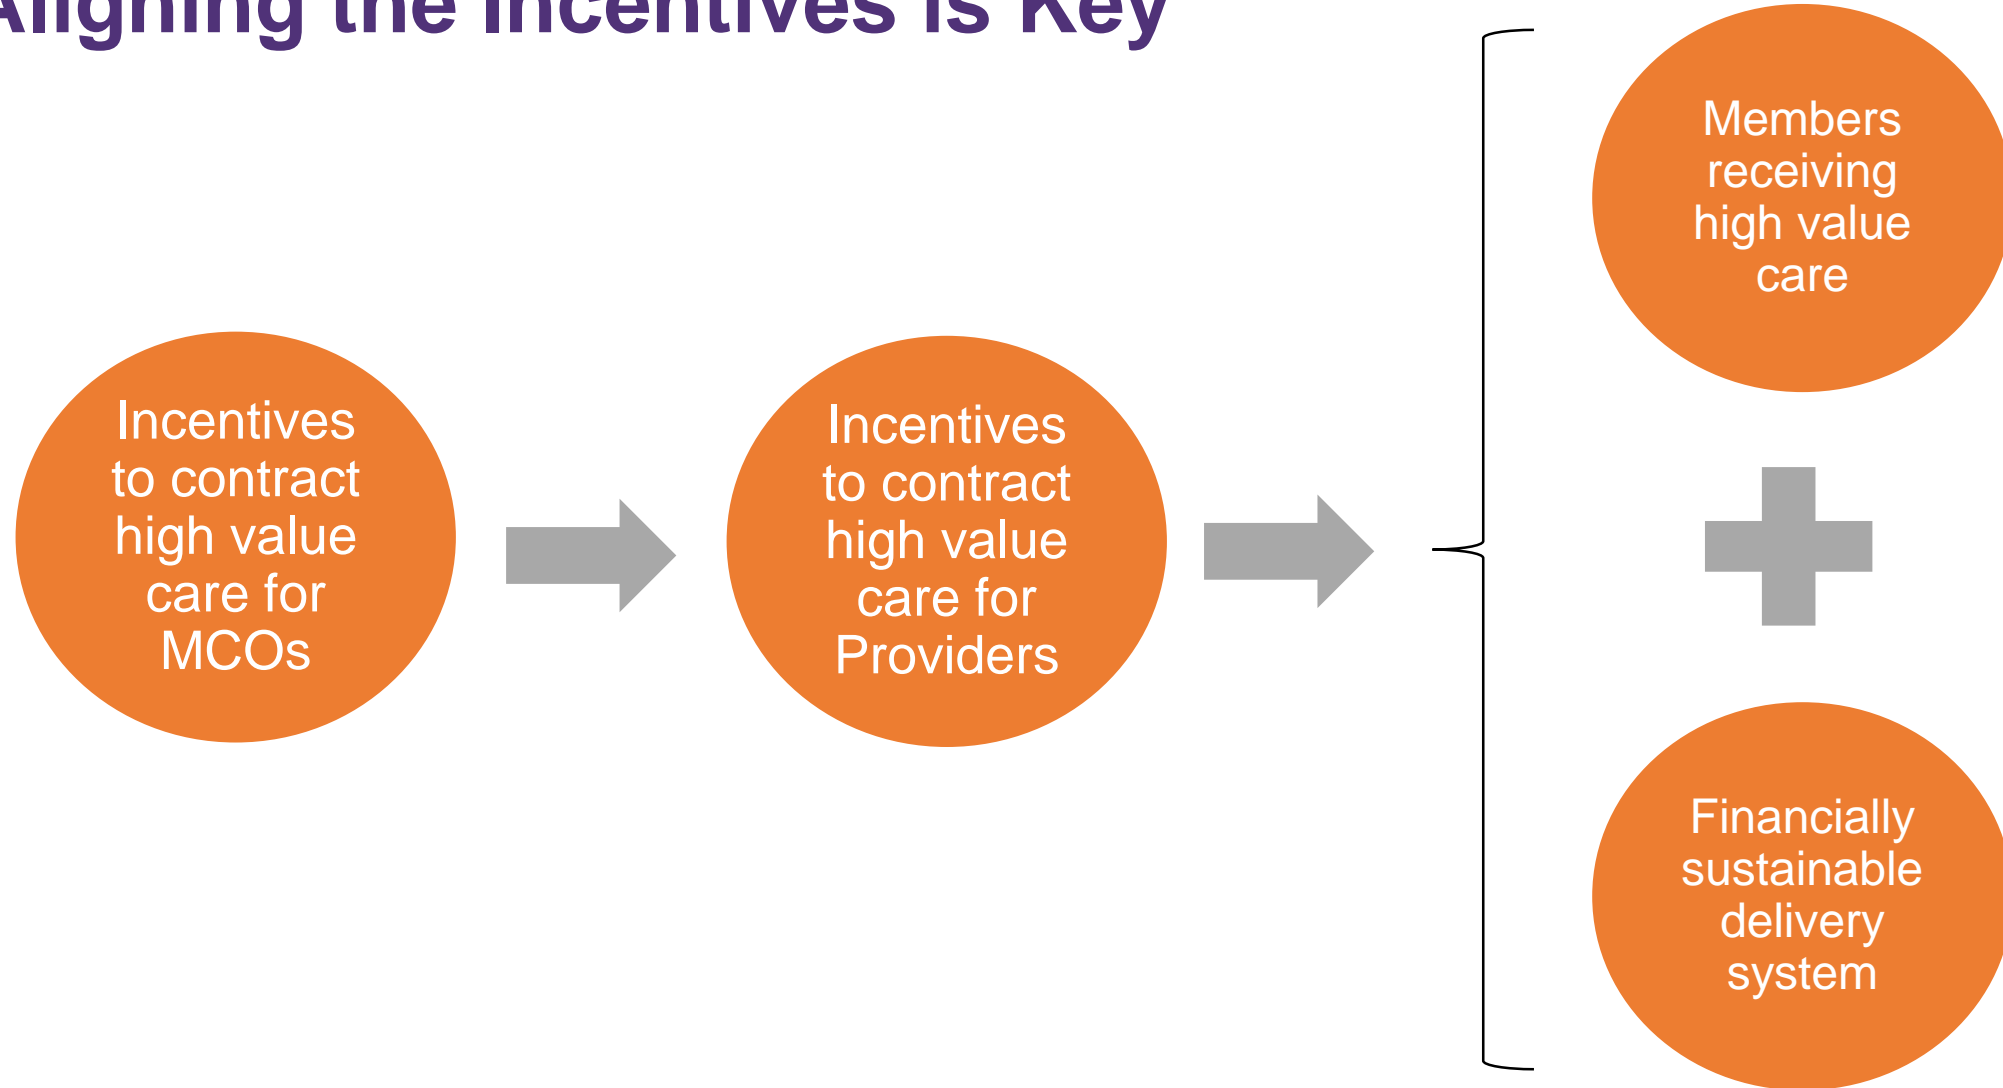 Aligning the Incentives is Key
Incentives
to contract
high value
care for
MCOs
Incentives
to contract
high value
care for
Providers
Members
receiving
high value
care
Financially
sustainable
delivery
system